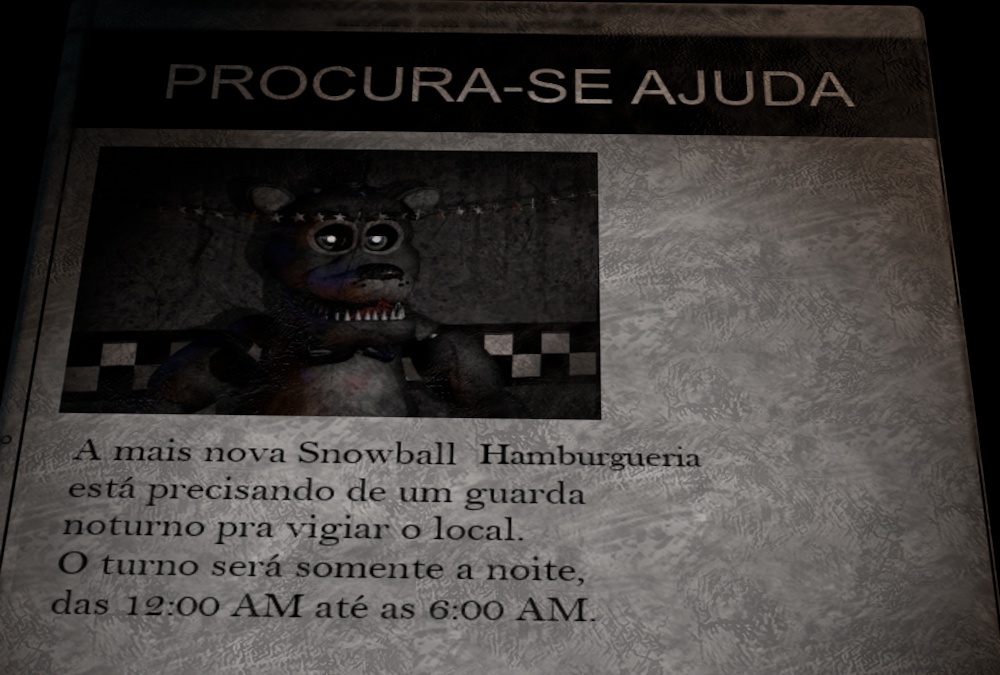 PROCURA-SE AJUDA
A mais nova Snowball Hamburgueria
está precisando de um guarda
noturno pra vigiar o local.
O turno será somente a noite,
das 12:00 AM até as 6:00 AM.